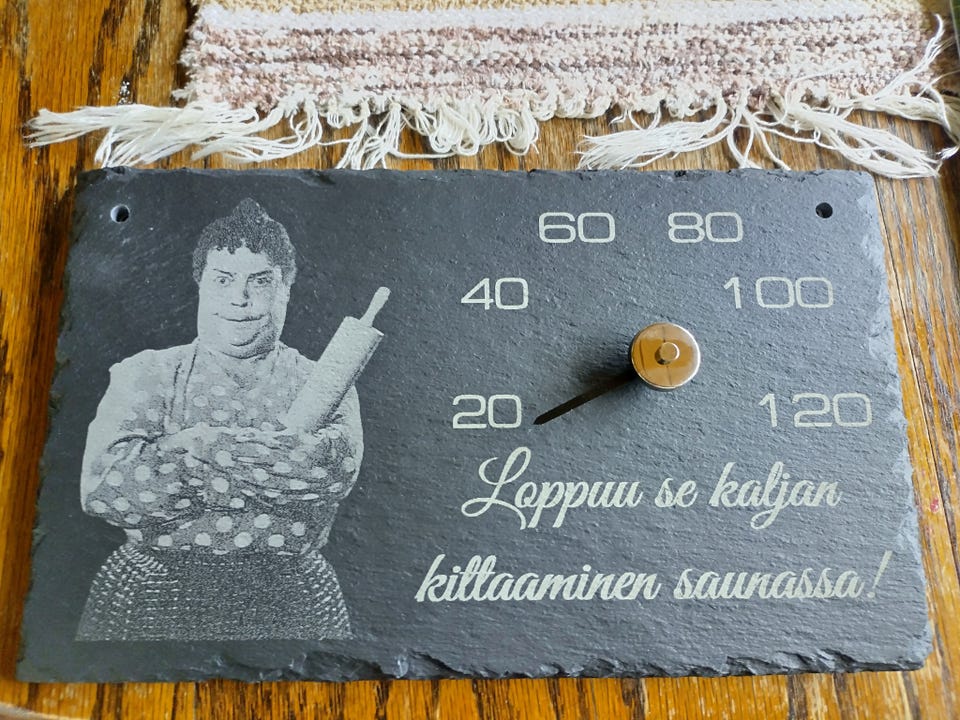 60 80
40 100
20 120
Loppuu se kaljan
kittaaminen saunassa!